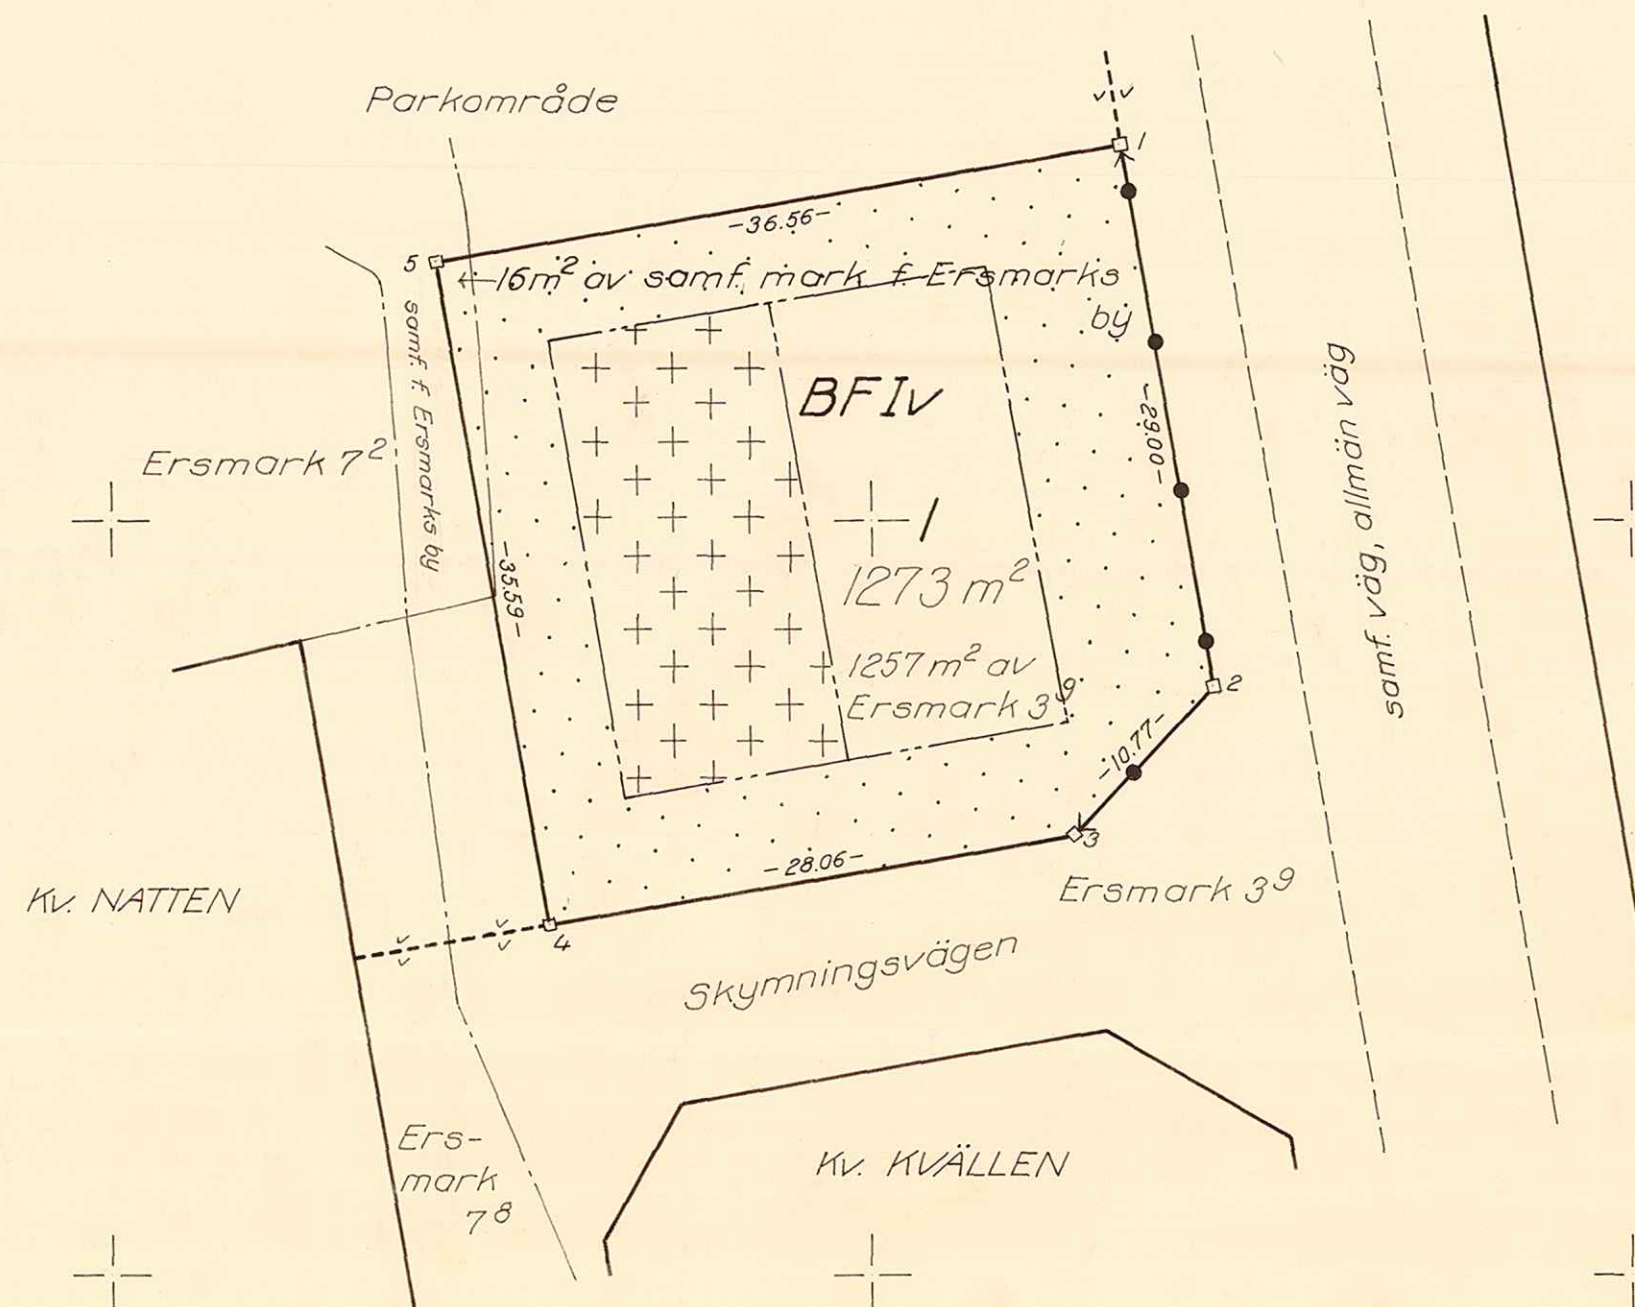 Parkområde
1
-36.56-
5
←16m² av samf. mark f. Ersmarks
by
samf. f. Ersmarks by
BFIv
-29.00-
samf. väg, allmän väg
Ersmark 7²
1
-35.59-
1273 m²
1257 m² av
Ersmark 3⁹
2
-10.77-
3
-28.06-
Ersmark 3⁹
Kv. NATTEN
4
Skymningsvägen
Ers-
mark
7⁸
Kv. KVÄLLEN